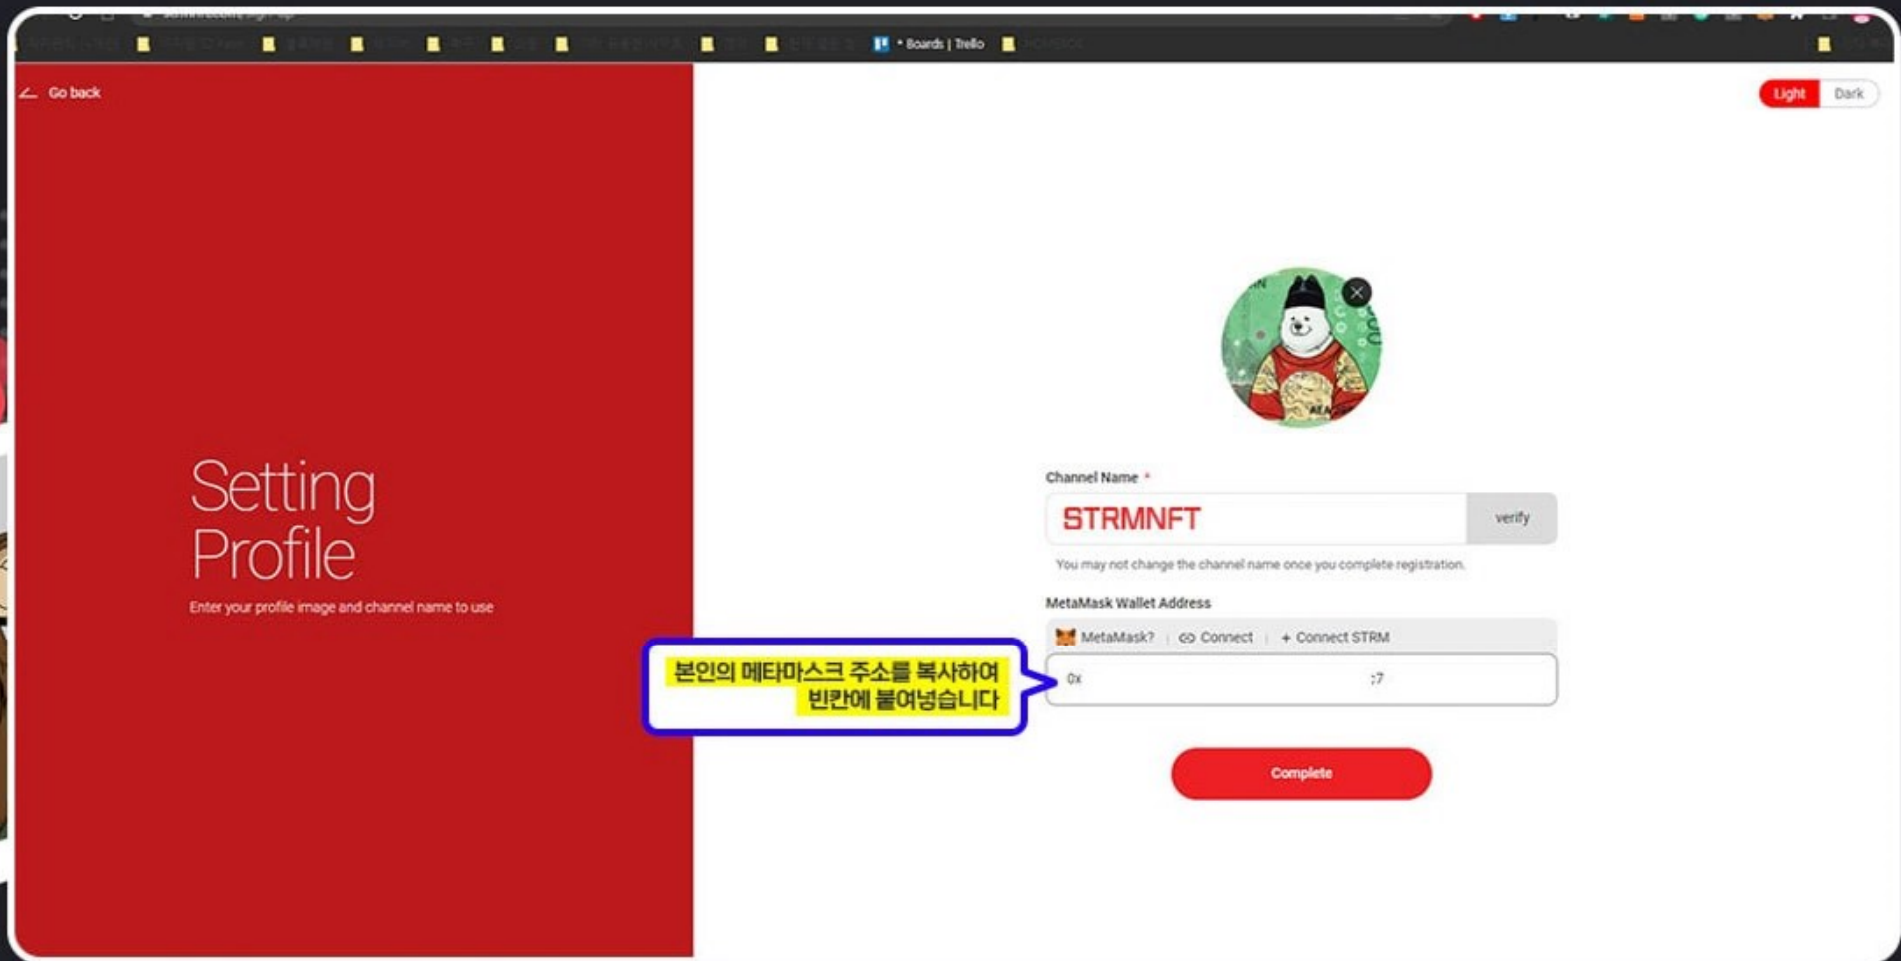 * Boards | Trello
Go back
Light Dark
Setting
Profile
Enter your profile image and channel name to use
Channel Name *
STRMNFT
verify
You may not change the channel name once you complete registration.
MetaMask Wallet Address
MetaMask? | Connect | + Connect STRM
본인의 메타마스크 주소를 복사하여
빈칸에 붙여넣습니다
0x :7
Complete